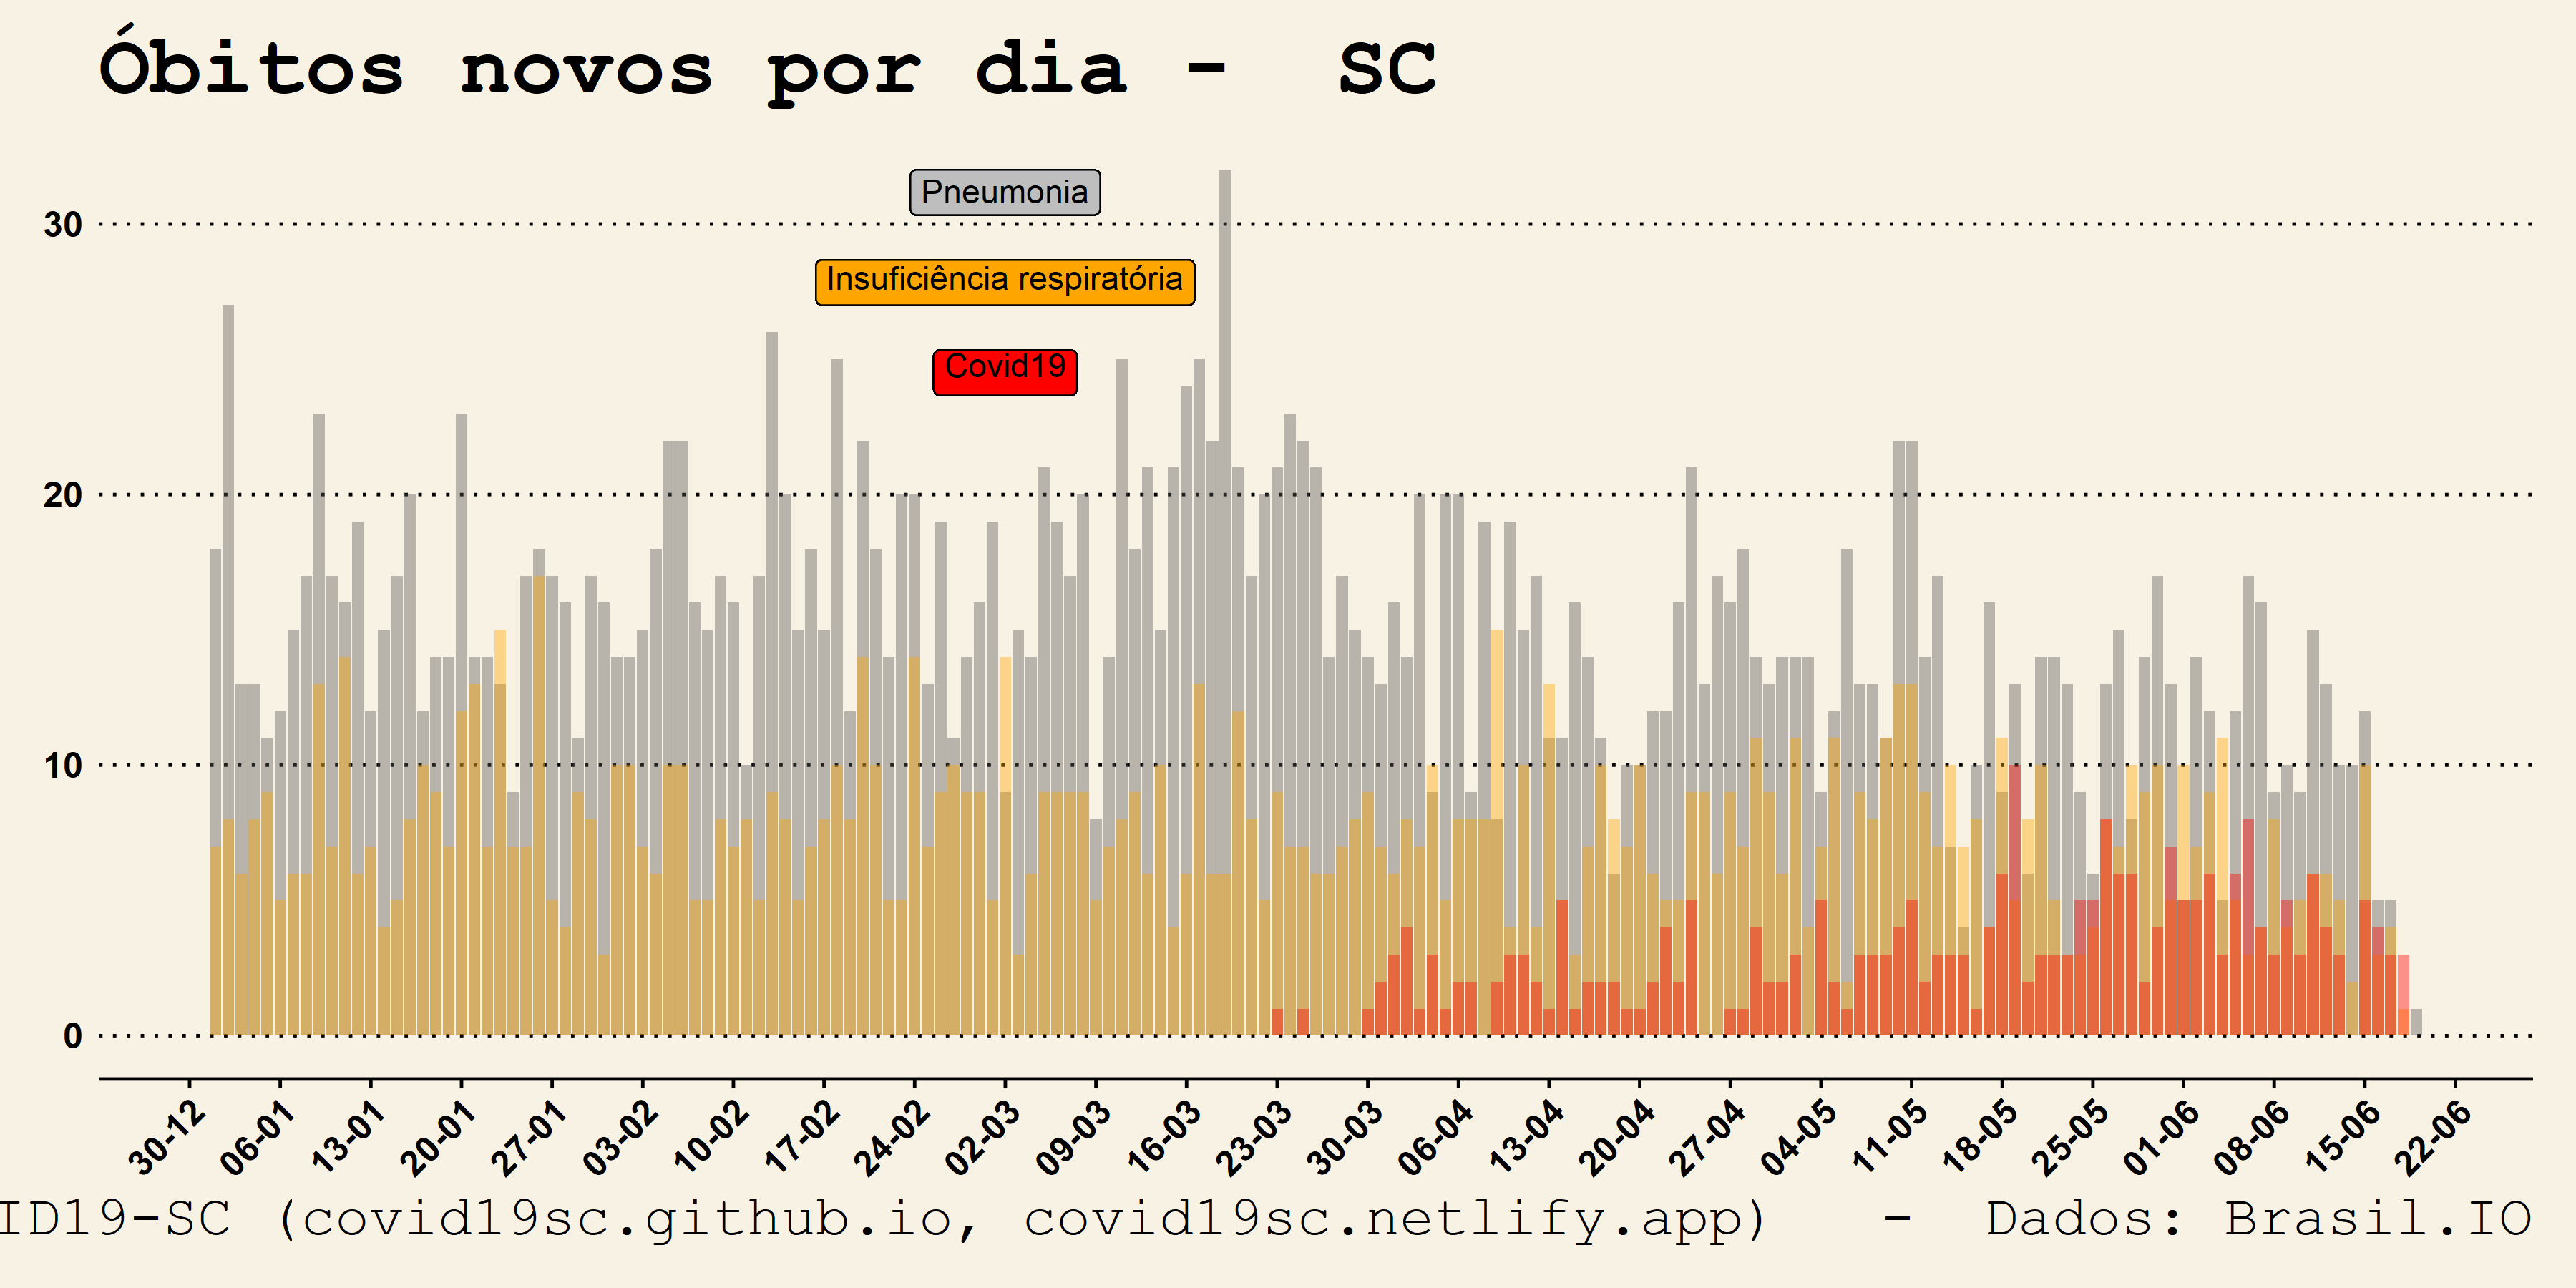 Óbitos novos por dia - SC
Pneumonia
30
Insuficiência respiratória
Covid19
20
10
0
30-12 06-01 13-01 20-01 27-01 03-02 10-02 17-02 24-02 02-03 09-03 16-03 23-03 30-03 06-04 13-04 20-04 27-04 04-05 11-05 18-05 25-05 01-06 08-06 15-06 22-06
ID19-SC (covid19sc.github.io, covid19sc.netlify.app) - Dados: Brasil.IO